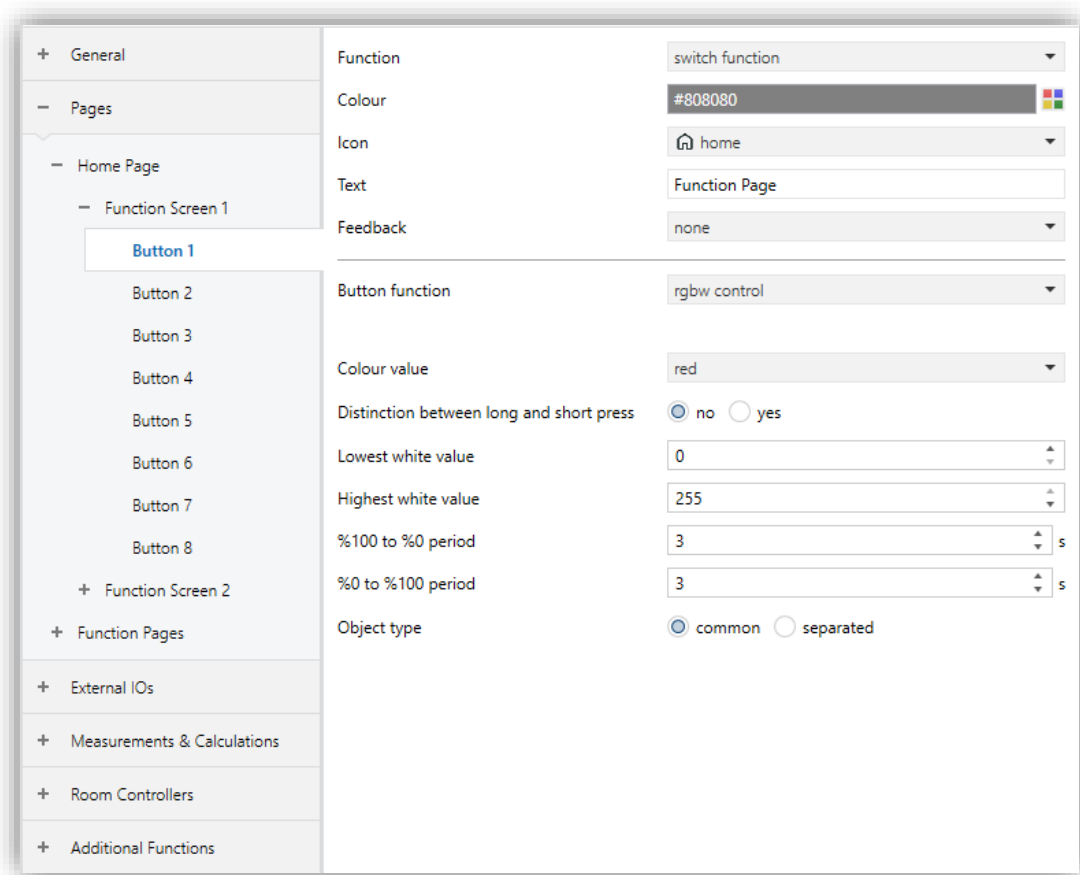 + General
− Pages
− Home Page
− Function Screen 1
Button 1
Button 2
Button 3
Button 4
Button 5
Button 6
Button 7
Button 8
+ Function Screen 2
+ Function Pages
+ External IOs
+ Measurements & Calculations
+ Room Controllers
+ Additional Functions
Function switch function
Colour #808080
Icon home
Text Function Page
Feedback none
Button function rgbw control
Colour value red
Distinction between long and short press no yes
Lowest white value 0
Highest white value 255
%100 to %0 period 3 s
%0 to %100 period 3 s
Object type common separated